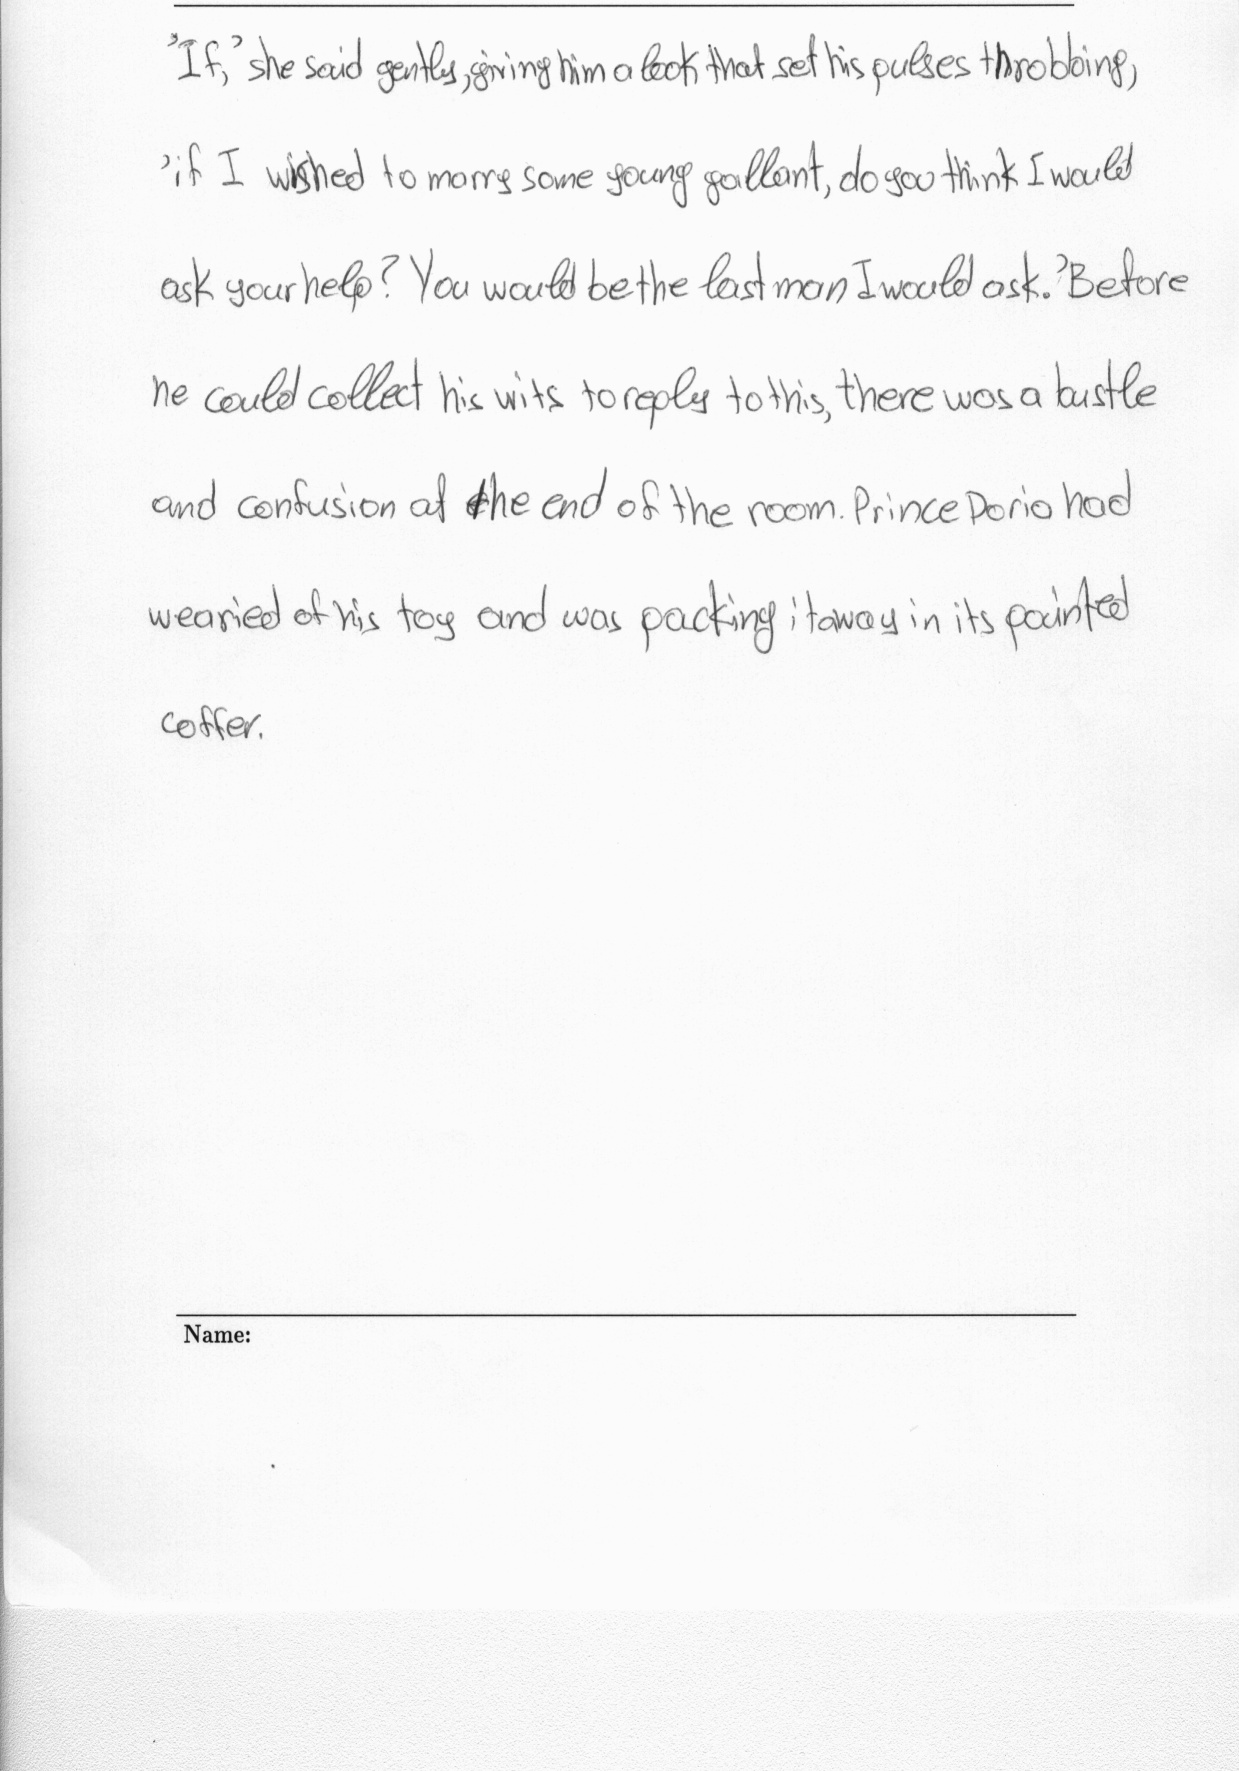 'If,' she said gently, giving him a look that set his pulses throbbing,
'if I wished to marry some young gallant, do you think I would
ask your help? You would be the last man I would ask.' Before
he could collect his wits to reply to this, there was a bustle
and confusion at the end of the room. Prince Dorio had
wearied of his toy and was packing it away in its painted
coffer.
Name: